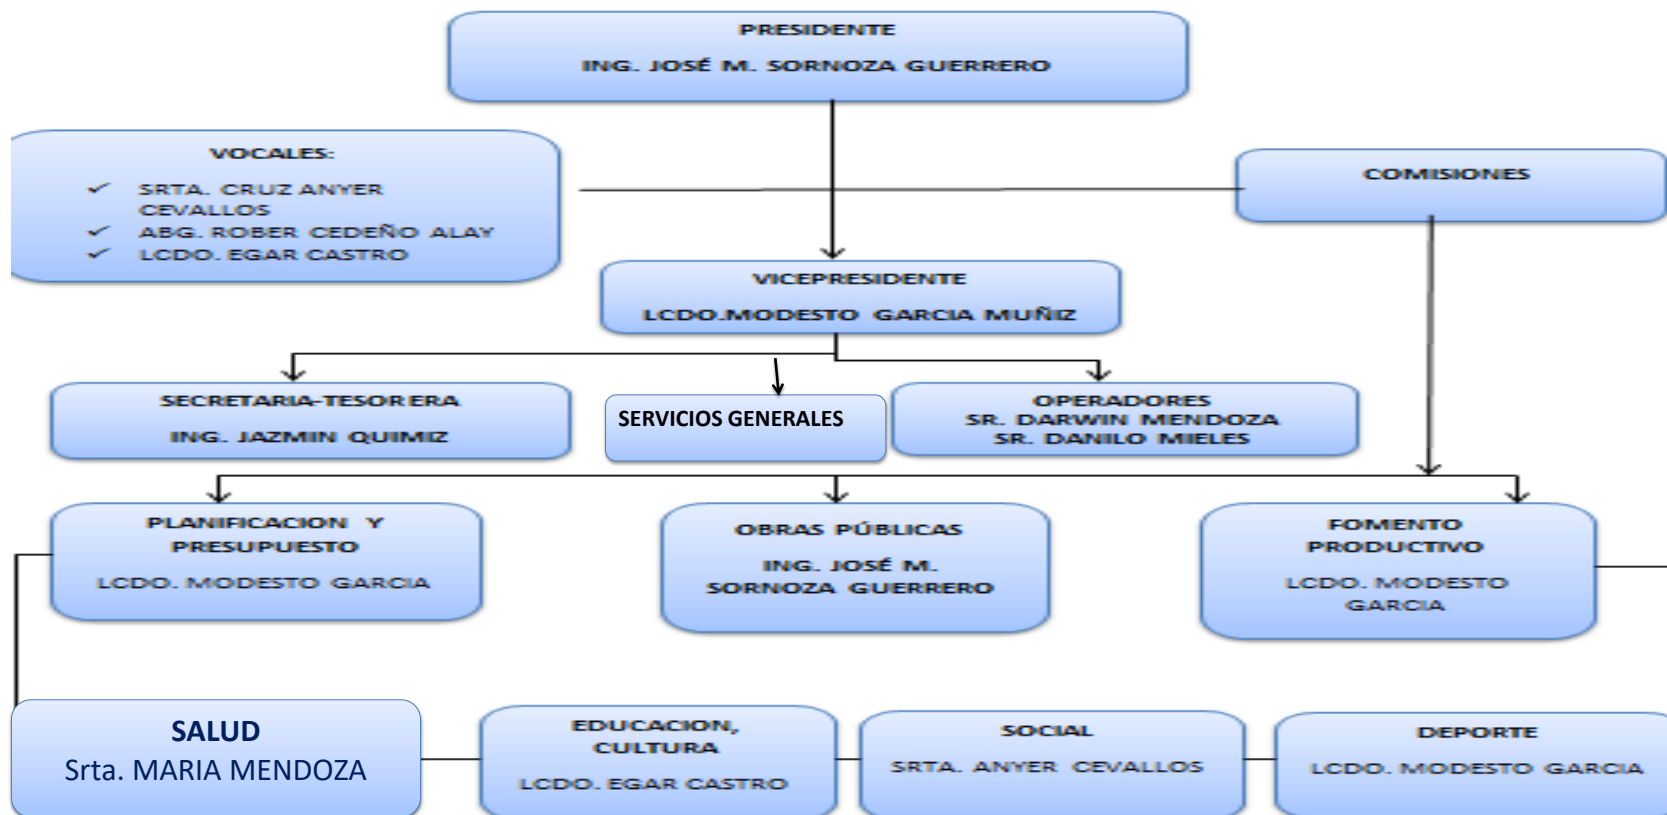 PRESIDENTE
ING. JOSÉ M. SORNOZA GUERRERO
VOCALES:
✓ SRTA. CRUZ ANYER
CEVALLOS
✓ ABG. ROBER CEDEÑO ALAY
✓ LCDO. EGAR CASTRO
COMISIONES
VICEPRESIDENTE
LCDO.MODESTO GARCIA MUÑIZ
SECRETARIA-TESORERA
ING. JAZMIN QUIMIZ
SERVICIOS GENERALES
OPERADORES
SR. DARWIN MENDOZA
SR. DANILO MIELES
PLANIFICACION Y
PRESUPUESTO
LCDO. MODESTO GARCIA
OBRAS PÚBLICAS
ING. JOSÉ M.
SORNOZA GUERRERO
FOMENTO
PRODUCTIVO
LCDO. MODESTO
GARCIA
SALUD
Srta. MARIA MENDOZA
EDUCACION,
CULTURA
LCDO. EGAR CASTRO
SOCIAL
SRTA. ANYER CEVALLOS
DEPORTE
LCDO. MODESTO GARCIA